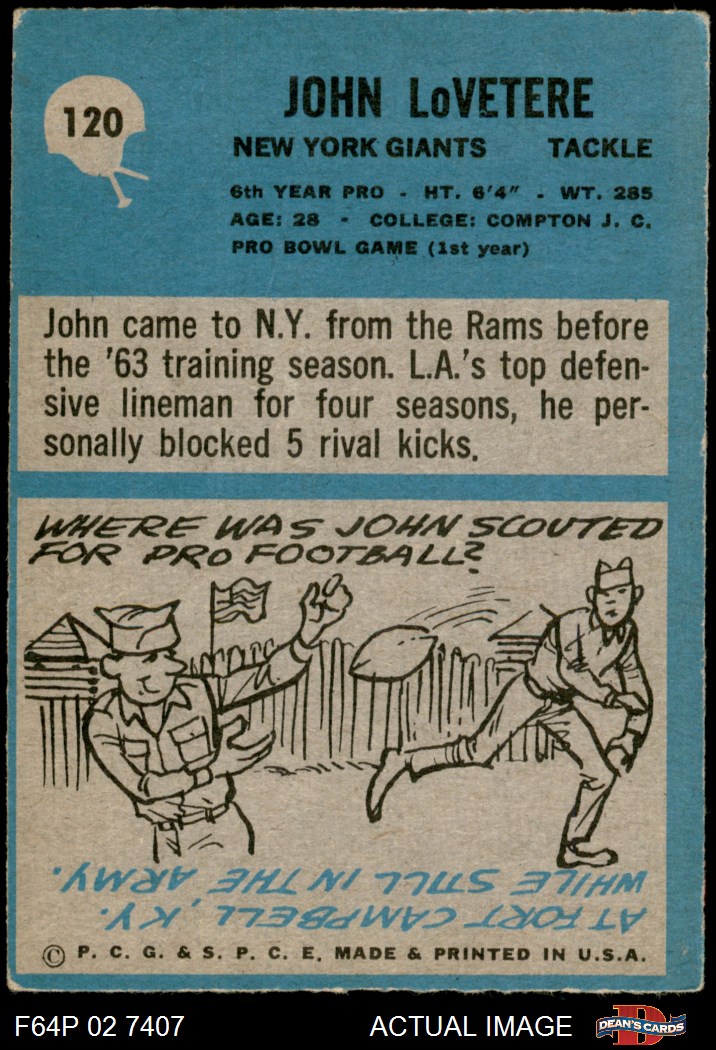 120
JOHN LoVETERE
NEW YORK GIANTS TACKLE
6th YEAR PRO - HT. 6'4" - WT. 285
AGE: 28 - COLLEGE: COMPTON J. C.
PRO BOWL GAME (1st year)
John came to N.Y. from the Rams before
the '63 training season. L.A.'s top defen-
sive lineman for four seasons, he per-
sonally blocked 5 rival kicks.
WHERE WAS JOHN SCOUTED
FOR PRO FOOTBALL?
AT FORT CAMPBELL, KY.
WHILE STILL IN THE ARMY.
© P. C. G. & S. P. C. E. MADE & PRINTED IN U.S.A.
F64P 02 7407 ACTUAL IMAGE
D
DEAN'S CARDS